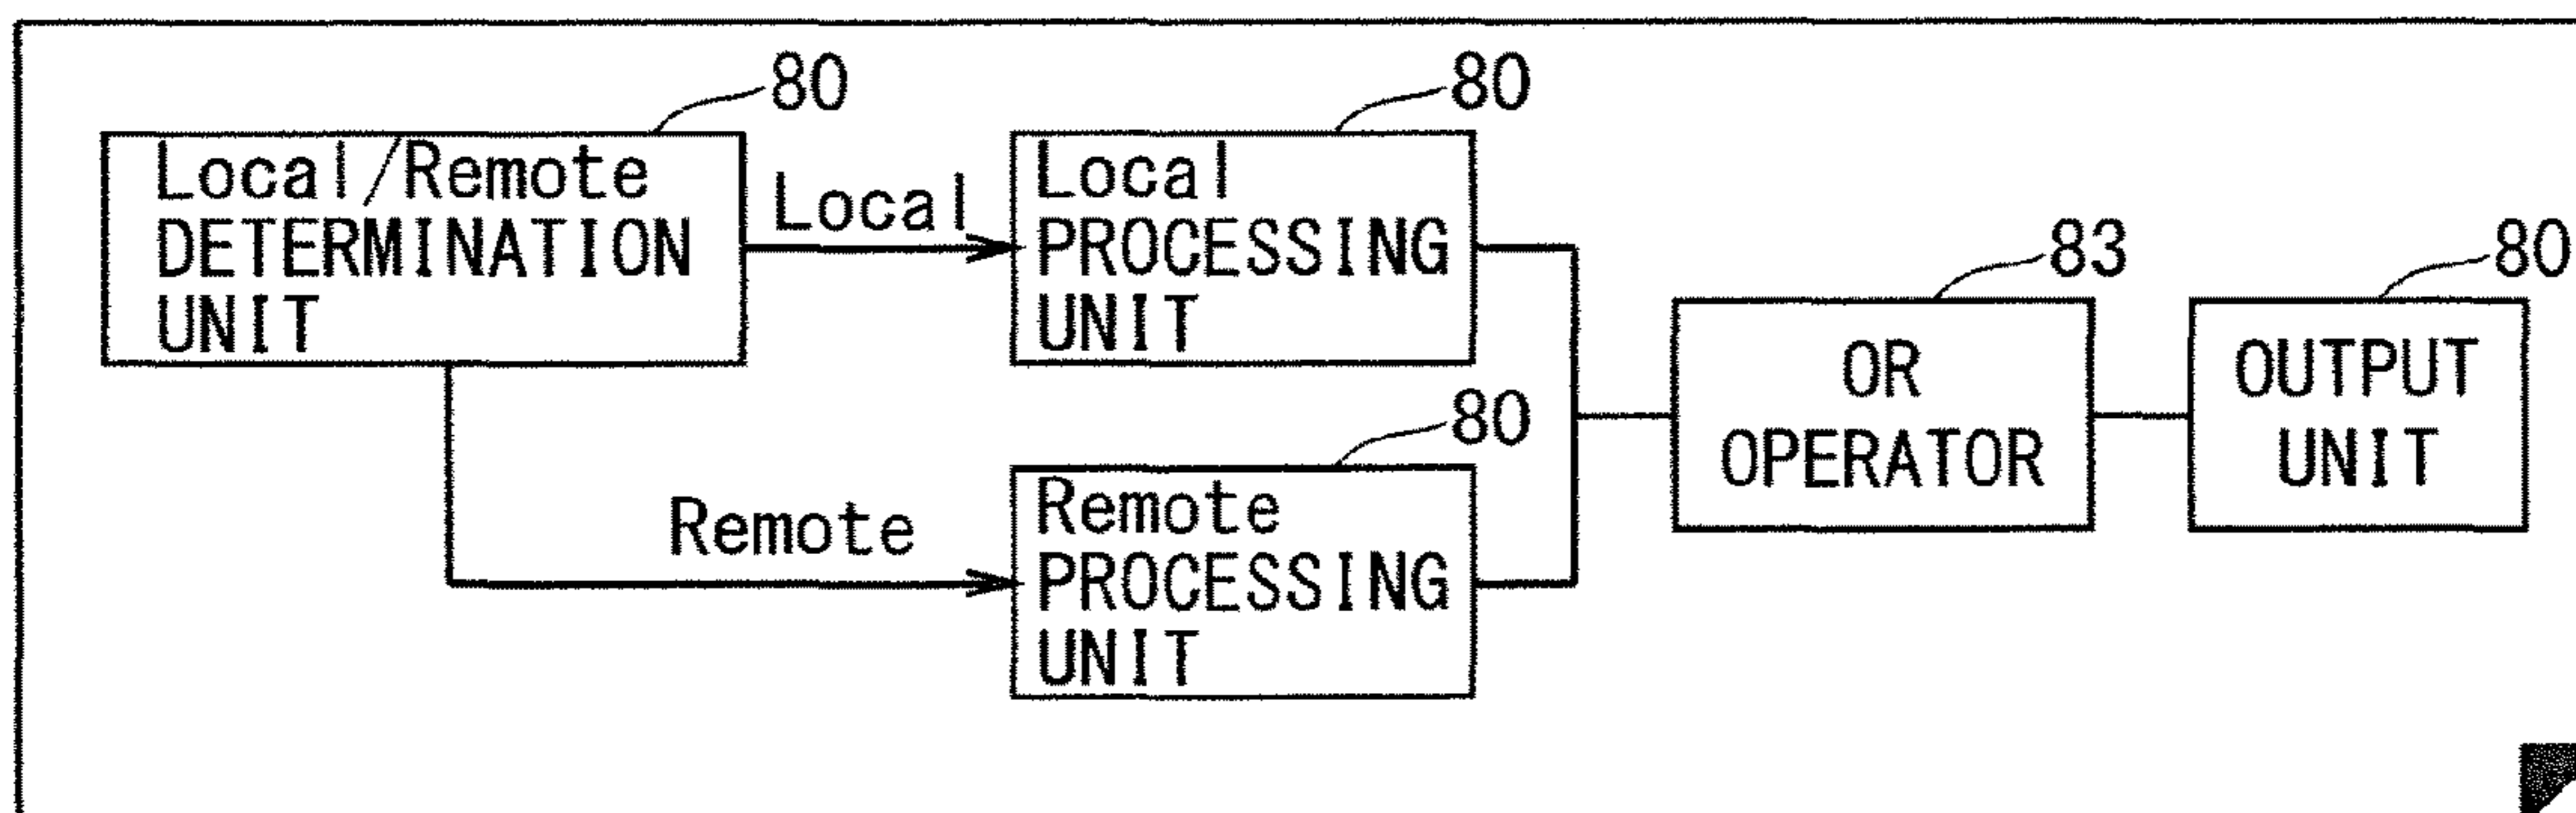 80
Local/Remote
DETERMINATION
UNIT
Local
80
Local
PROCESSING
UNIT
Remote
80
Remote
PROCESSING
UNIT
83
OR
OPERATOR
80
OUTPUT
UNIT